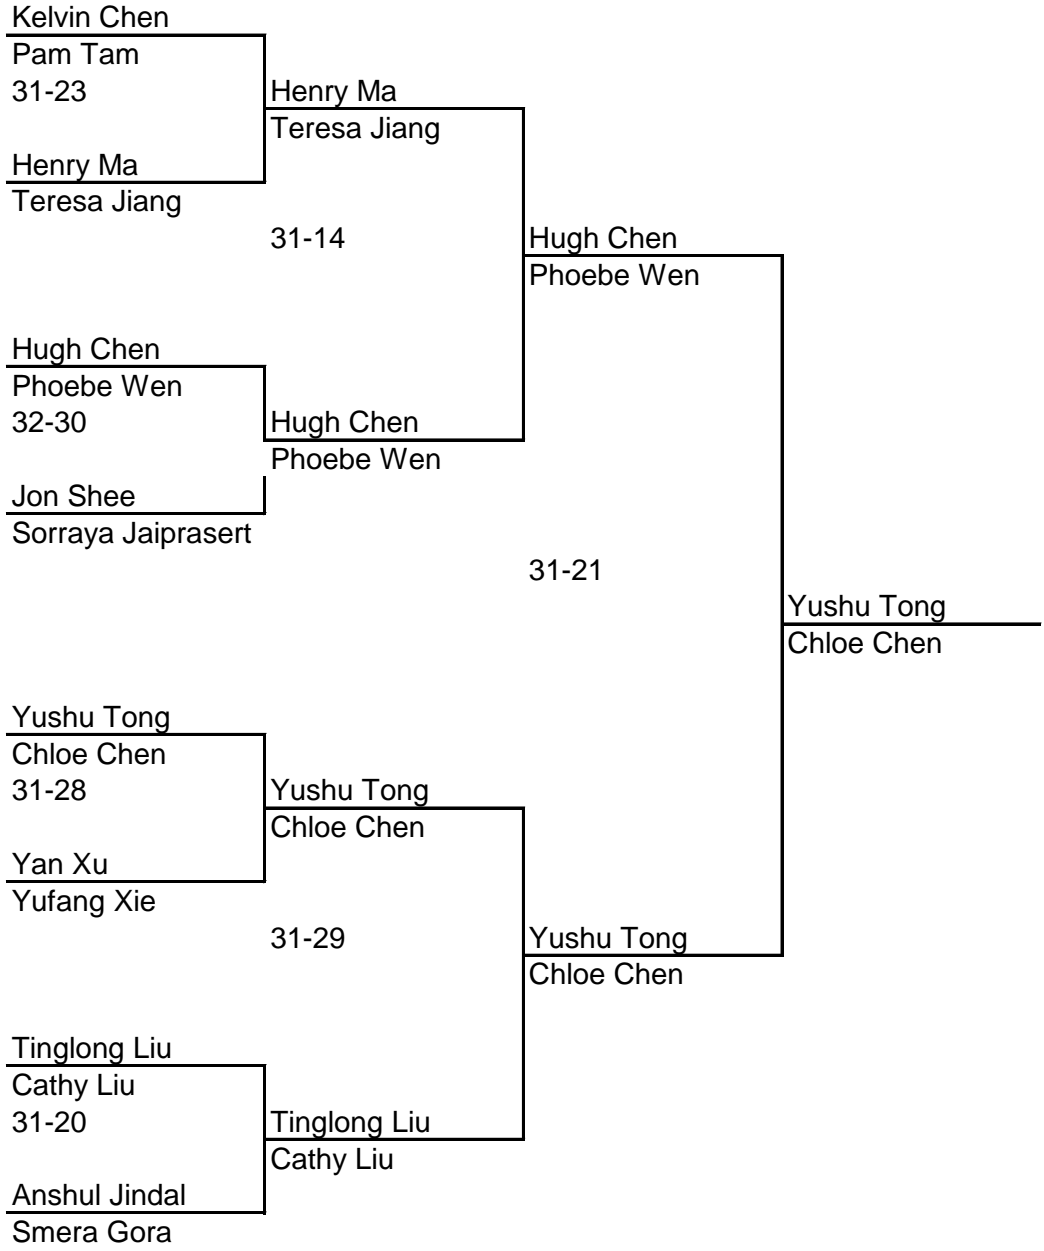 Kelvin Chen
Pam Tam
31-23
Henry Ma
Teresa Jiang
Henry Ma
Teresa Jiang
31-14
Hugh Chen
Phoebe Wen
Hugh Chen
Phoebe Wen
32-30
Hugh Chen
Phoebe Wen
Jon Shee
Sorraya Jaiprasert
31-21
Yushu Tong
Chloe Chen
Yushu Tong
Chloe Chen
31-28
Yushu Tong
Chloe Chen
Yan Xu
Yufang Xie
31-29
Yushu Tong
Chloe Chen
Tinglong Liu
Cathy Liu
31-20
Tinglong Liu
Cathy Liu
Anshul Jindal
Smera Gora